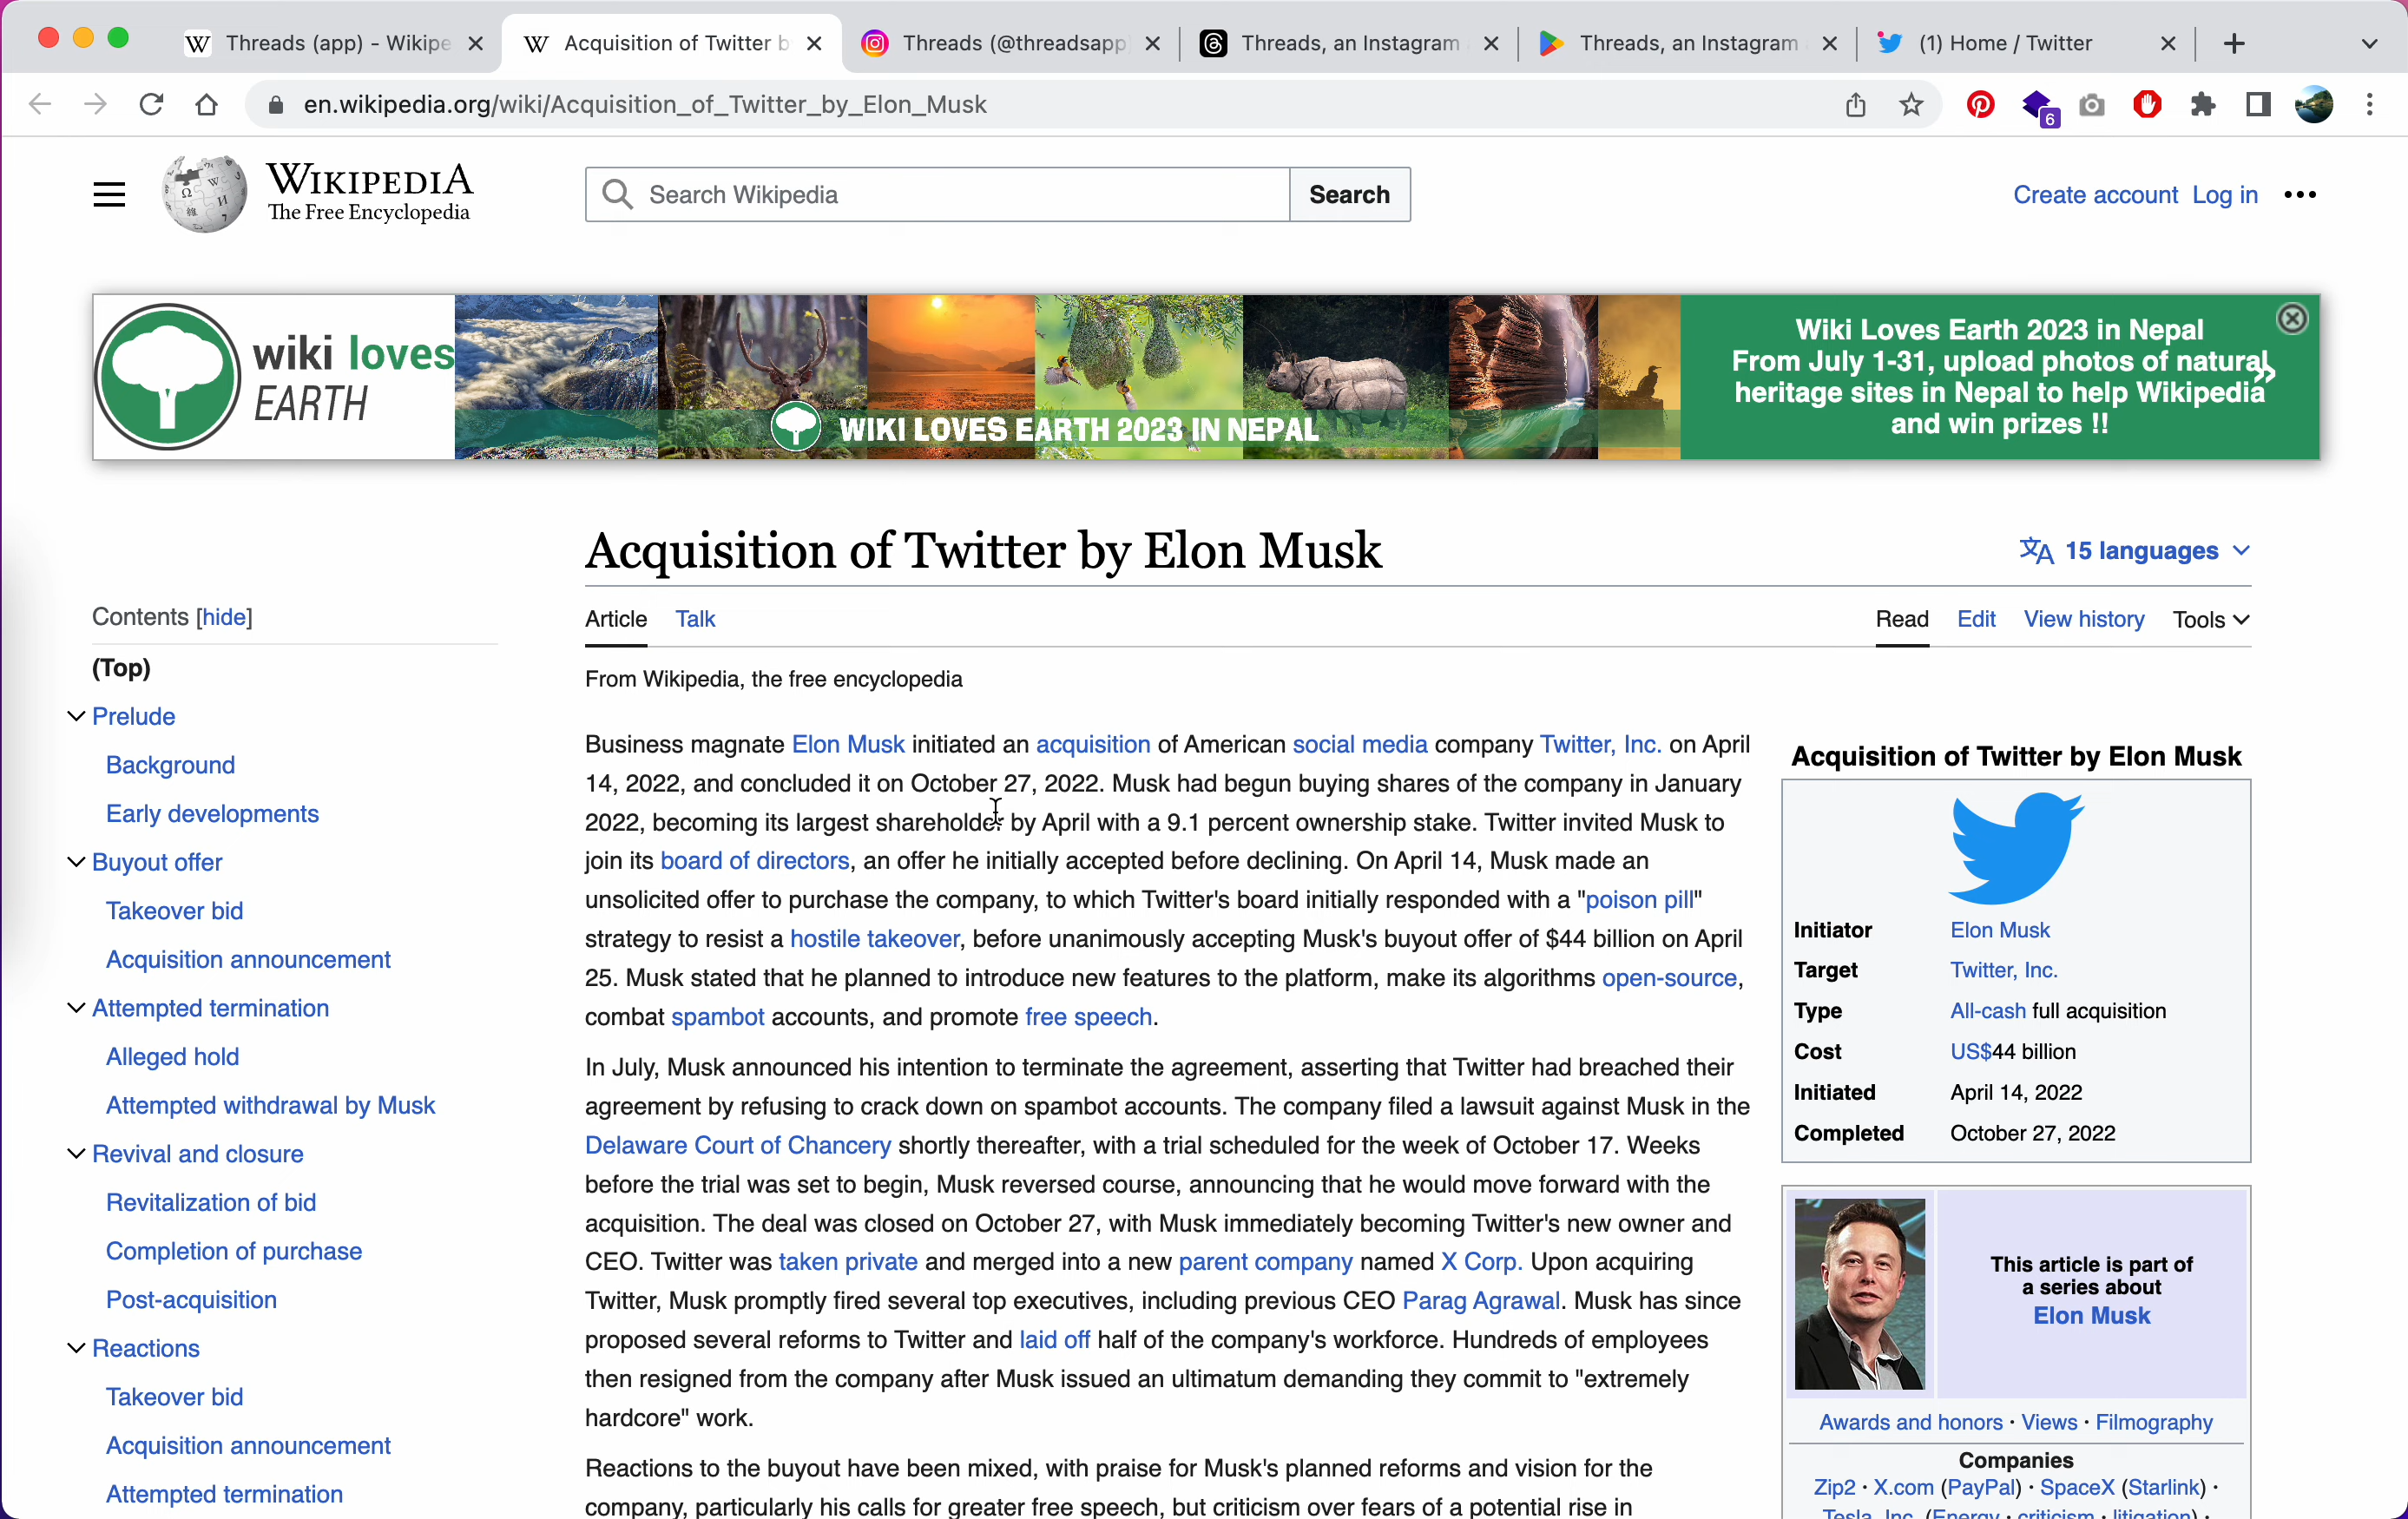 Threads (app) - Wikipe
Acquisition of Twitter b
Threads (@threadsapp
Threads, an Instagram
Threads, an Instagram
(1) Home / Twitter
en.wikipedia.org/wiki/Acquisition_of_Twitter_by_Elon_Musk
6
WIKIPEDIA
The Free Encyclopedia
Search Wikipedia
Search
Create account Log in
wiki loves
EARTH
WIKI LOVES EARTH 2023 IN NEPAL
Wiki Loves Earth 2023 in Nepal
From July 1-31, upload photos of natural
heritage sites in Nepal to help Wikipedia
and win prizes !!
Acquisition of Twitter by Elon Musk
15 languages
Contents [hide]
(Top)
Prelude
Background
Early developments
Buyout offer
Takeover bid
Acquisition announcement
Attempted termination
Alleged hold
Attempted withdrawal by Musk
Revival and closure
Revitalization of bid
Completion of purchase
Post-acquisition
Reactions
Takeover bid
Acquisition announcement
Attempted termination
Article Talk
Read Edit View history Tools
From Wikipedia, the free encyclopedia
Business magnate Elon Musk initiated an acquisition of American social media company Twitter, Inc. on April
14, 2022, and concluded it on October 27, 2022. Musk had begun buying shares of the company in January
2022, becoming its largest shareholder by April with a 9.1 percent ownership stake. Twitter invited Musk to
join its board of directors, an offer he initially accepted before declining. On April 14, Musk made an
unsolicited offer to purchase the company, to which Twitter's board initially responded with a "poison pill"
strategy to resist a hostile takeover, before unanimously accepting Musk's buyout offer of $44 billion on April
25. Musk stated that he planned to introduce new features to the platform, make its algorithms open-source,
combat spambot accounts, and promote free speech.
In July, Musk announced his intention to terminate the agreement, asserting that Twitter had breached their
agreement by refusing to crack down on spambot accounts. The company filed a lawsuit against Musk in the
Delaware Court of Chancery shortly thereafter, with a trial scheduled for the week of October 17. Weeks
before the trial was set to begin, Musk reversed course, announcing that he would move forward with the
acquisition. The deal was closed on October 27, with Musk immediately becoming Twitter's new owner and
CEO. Twitter was taken private and merged into a new parent company named X Corp. Upon acquiring
Twitter, Musk promptly fired several top executives, including previous CEO Parag Agrawal. Musk has since
proposed several reforms to Twitter and laid off half of the company's workforce. Hundreds of employees
then resigned from the company after Musk issued an ultimatum demanding they commit to "extremely
hardcore" work.
Reactions to the buyout have been mixed, with praise for Musk's planned reforms and vision for the
company, particularly his calls for greater free speech, but criticism over fears of a potential rise in
Acquisition of Twitter by Elon Musk
Initiator Elon Musk
Target Twitter, Inc.
Type All-cash full acquisition
Cost US$44 billion
Initiated April 14, 2022
Completed October 27, 2022
This article is part of
a series about
Elon Musk
Awards and honors · Views · Filmography
Companies
Zip2 · X.com (PayPal) · SpaceX (Starlink) ·
Tesla, Inc. (Energy · criticism · litigation) ·